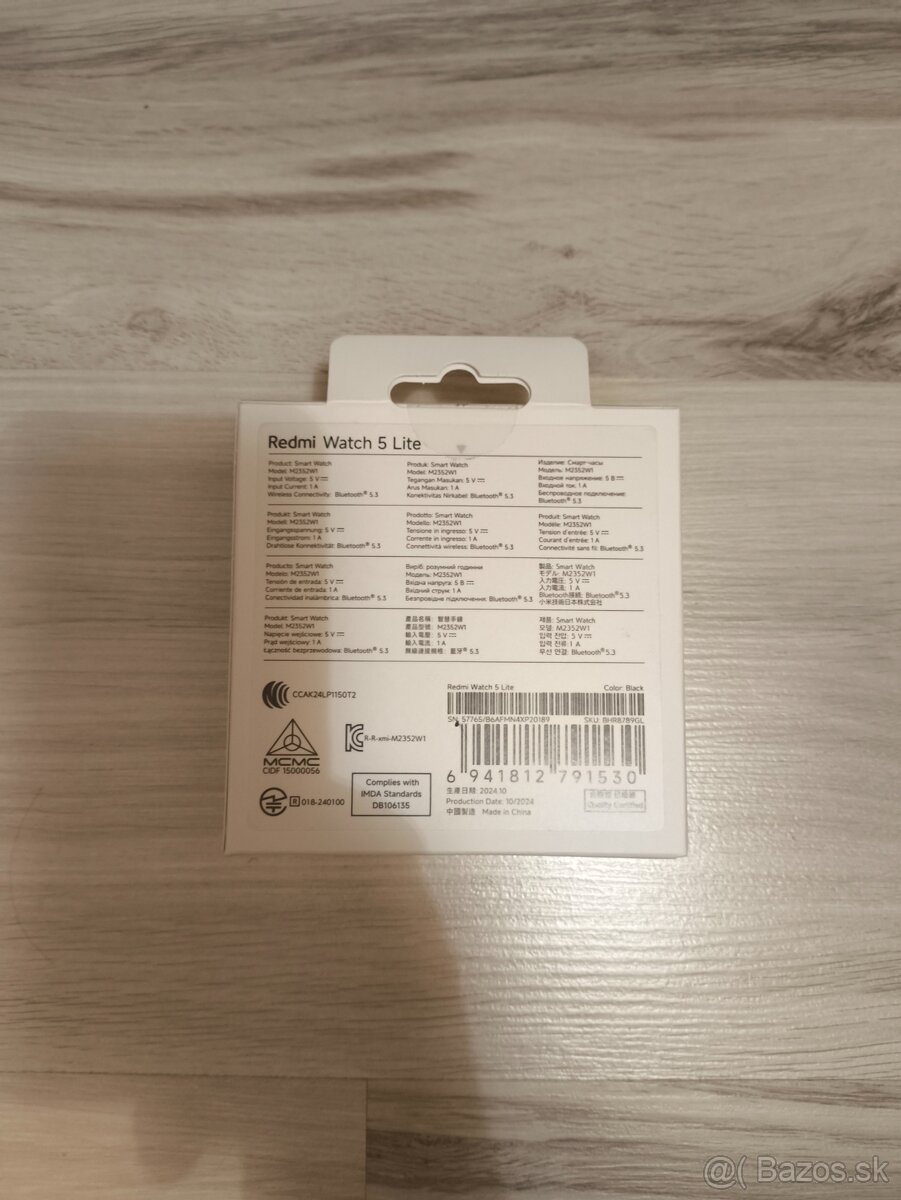 Redmi Watch 5 Lite
Product: Smart Watch
Model: M2352W1
Input Voltage: 5 V⎓
Input Current: 1 A
Wireless Connectivity: Bluetooth® 5.3
Produk: Smart Watch
Model: M2352W1
Tegangan Masukan: 5 V⎓
Arus Masukan: 1 A
Konektivitas Nirkabel: Bluetooth® 5.3
Изделие: Смарт-часы
Модель: M2352W1
Входное напряжение: 5 В⎓
Входной ток: 1 A
Беспроводное подключение:
Bluetooth® 5.3
Produkt: Smart Watch
Modell: M2352W1
Eingangsspannung: 5 V⎓
Eingangsstrom: 1 A
Drahtlose Konnektivität: Bluetooth® 5.3
Prodotto: Smart Watch
Modello: M2352W1
Tensione in ingresso: 5 V⎓
Corrente in ingresso: 1 A
Connettività wireless: Bluetooth® 5.3
Produit: Smart Watch
Modèle: M2352W1
Tension d'entrée: 5 V⎓
Courant d'entrée: 1 A
Connectivité sans fil: Bluetooth® 5.3
Producto: Smart Watch
Modelo: M2352W1
Tensión de entrada: 5 V⎓
Corriente de entrada: 1 A
Conectividad inalámbrica: Bluetooth® 5.3
Виріб: розумний годинник
Модель: M2352W1
Вхідна напруга: 5 В⎓
Вхідний струм: 1 A
Безпровідне підключення: Bluetooth® 5.3
製品: Smart Watch
モデル: M2352W1
入力電圧: 5 V⎓
入力電流: 1 A
Bluetooth接続: Bluetooth®5.3
小米技術日本株式会社
Produkt: Smart Watch
Model: M2352W1
Napięcie wejściowe: 5 V⎓
Prąd wejściowy: 1 A
Łączność bezprzewodowa: Bluetooth® 5.3
產品名稱: 智慧手錶
產品型號: M2352W1
輸入電壓: 5 V⎓
輸入電流: 1 A
無線連接規格: 藍牙® 5.3
제품: Smart Watch
모델: M2352W1
입력 전압: 5 V⎓
입력 전류: 1 A
무선 연결: Bluetooth®5.3
CCAK24LP1150T2
MCMC
CIDF 15000056
R-R-xmi-M2352W1
R 018-240100
Complies with
IMDA Standards
DB106135
Redmi Watch 5 Lite Color: Black
SN: 57765/B6AFMN4XP20189 SKU: BHR8789GL
6 941812 791530
生產日期: 2024.10
Production Date: 10/2024
中國製造 Made in China
Quality Certified
@( Bazos.sk